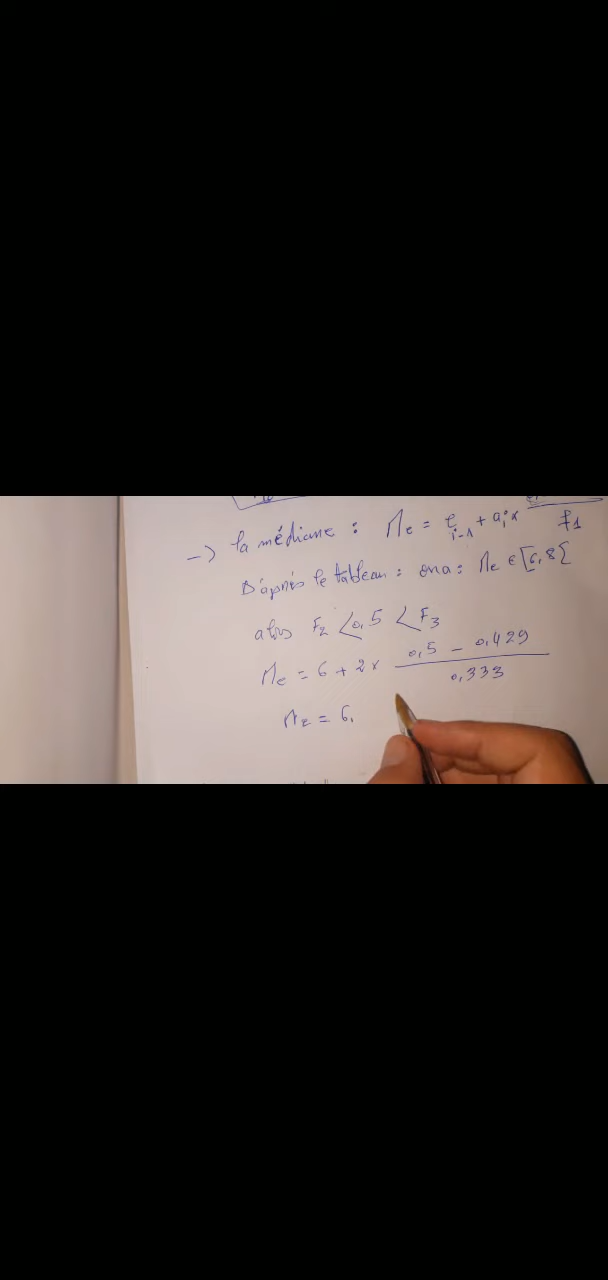 -> la médiane : Me = e_{i-1} + a_i x / f_i
D'après le tableau : on a : Me ∈ [6,8[
alors F_2 < 0,5 < F_3
Me = 6 + 2 x (0,5 - 0,429) / 0,333
Me = 6,